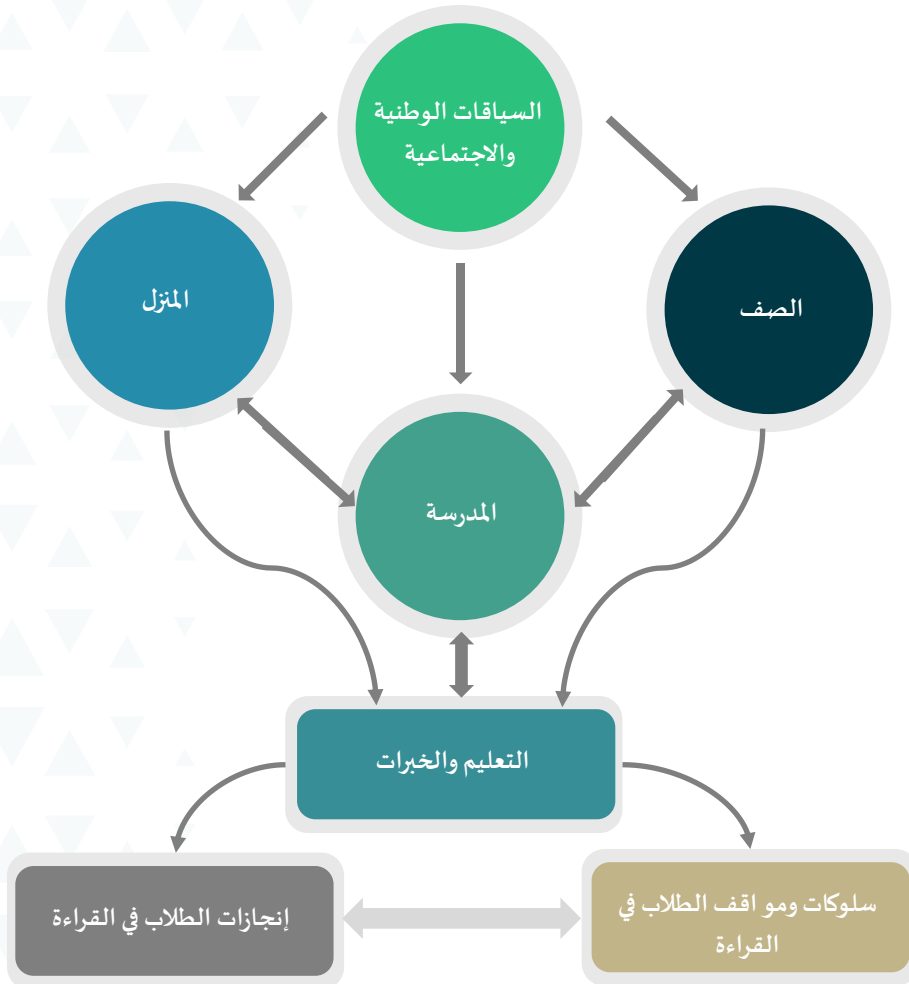 السياقات الوطنية
والاجتماعية
الصف
المنزل
المدرسة
التعليم والخبرات
سلوكات ومو اقف الطلاب في
القراءة
إنجازات الطلاب في القراءة